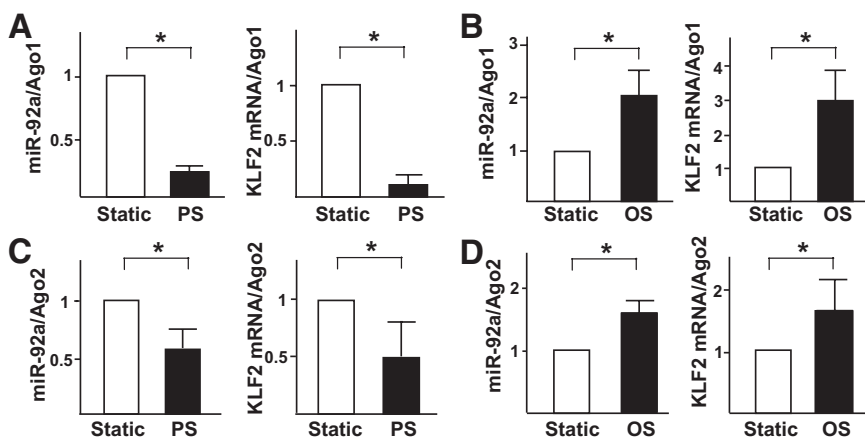 A
miR-92a/Ago1
1
0.5
*
Static PS
KLF2 mRNA/Ago1
1
0.5
*
Static PS
B
miR-92a/Ago1
3
2
1
*
Static OS
KLF2 mRNA/Ago1
4
3
2
1
*
Static OS
C
miR-92a/Ago2
1
0.5
*
Static PS
KLF2 mRNA/Ago2
1
0.5
*
Static PS
D
miR-92a/Ago2
2
1
*
Static OS
KLF2 mRNA/Ago2
2
1
*
Static OS